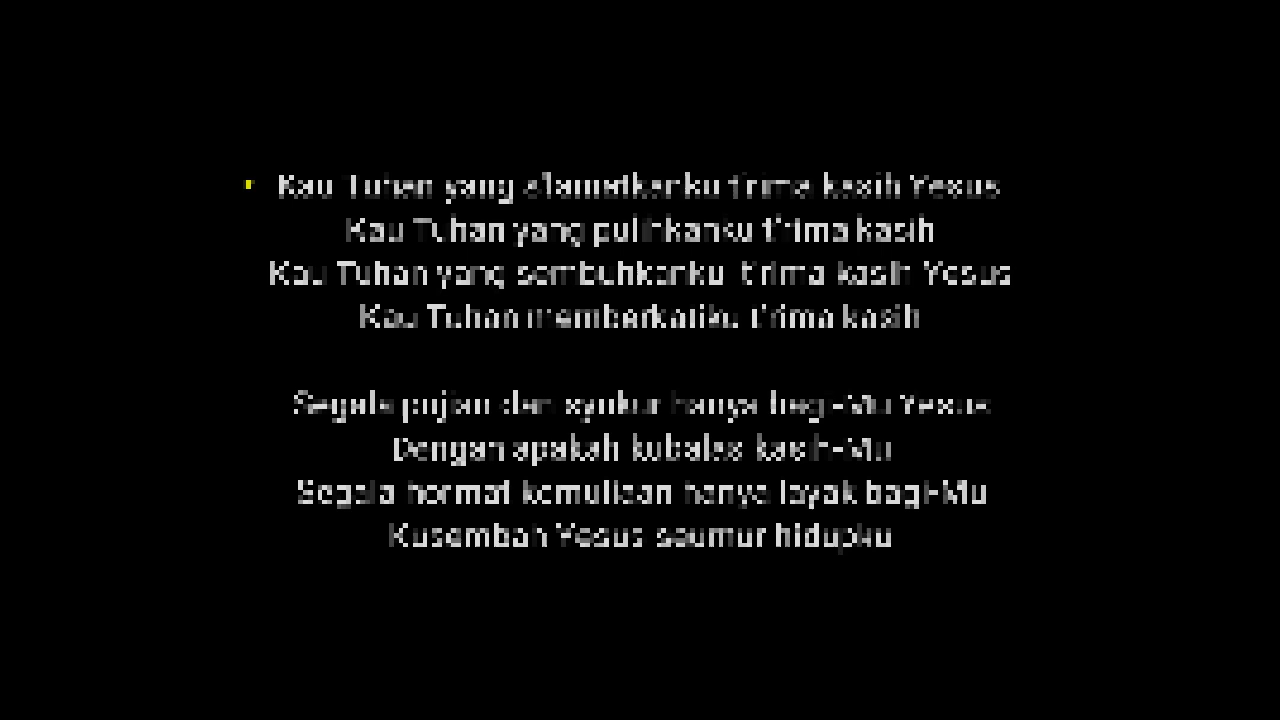 Kau Tuhan yang s'lamatkanku t'rima kasih Yesus
Kau Tuhan yang pulihkanku t'rima kasih
Kau Tuhan yang sembuhkanku t'rima kasih Yesus
Kau Tuhan memberkatiku t'rima kasih
Segala pujian dan syukur hanya bagi-Mu Yesus
Dengan apakah kubalas kasih-Mu
Segala hormat kemuliaan hanya layak bagi-Mu
Kusembah Yesus seumur hidupku